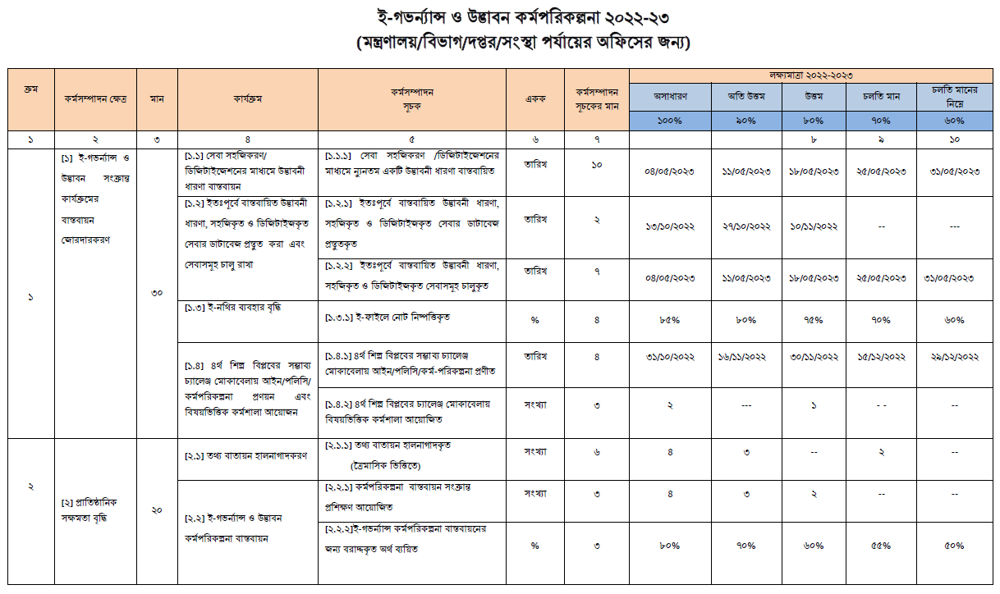 ই-গভর্ন্যান্স ও উদ্ভাবন কর্মপরিকল্পনা ২০২২-২৩
(মন্ত্রণালয়/বিভাগ/দপ্তর/সংস্থা পর্যায়ের অফিসের জন্য)
ক্রম
কর্মসম্পাদন ক্ষেত্র
মান
কার্যক্রম
কর্মসম্পাদন
সূচক
একক
কর্মসম্পাদন
সূচকের মান
লক্ষ্যমাত্রা ২০২২-২০২৩
অসাধারণ
অতি উত্তম
উত্তম
চলতি মান
চলতি মানের
নিম্নে
১০০%
৯০%
৮০%
৭০%
৬০%
১
২
৩
৪
৫
৬
৭
৮
৯
১০
১
[১] ই-গভর্ন্যান্স ও
উদ্ভাবন সংক্রান্ত
কার্যক্রমের
বাস্তবায়ন
জোরদারকরণ
৩০
[১.১] সেবা সহজিকরণ/
ডিজিটাইজেশনের মাধ্যমে উদ্ভাবনী
ধারণা বাস্তবায়ন
[১.১.১] সেবা সহজিকরণ /ডিজিটাইজেশনের
মাধ্যমে ন্যুনতম একটি উদ্ভাবনী ধারণা বাস্তবায়িত
তারিখ
১০
০৪/০৫/২০২৩
১১/০৫/২০২৩
১৮/০৫/২০২৩
২৫/০৫/২০২৩
৩১/০৫/২০২৩
[১.২] ইতঃপূর্বে বাস্তবায়িত উদ্ভাবনী
ধারণা, সহজিকৃত ও ডিজিটাইজকৃত
সেবার ডাটাবেজ প্রস্তুত করা এবং
সেবাসমূহ চালু রাখা
[১.২.১] ইতঃপূর্বে বাস্তবায়িত উদ্ভাবনী ধারণা,
সহজিকৃত ও ডিজিটাইজকৃত সেবার ডাটাবেজ
প্রস্তুতকৃত
তারিখ
২
১৩/১০/২০২২
২৭/১০/২০২২
১০/১১/২০২২
--
---
[১.২.২] ইতঃপূর্বে বাস্তবায়িত উদ্ভাবনী ধারণা,
সহজিকৃত ও ডিজিটাইজকৃত সেবাসমূহ চালুকৃত
তারিখ
৭
০৪/০৫/২০২৩
১১/০৫/২০২৩
১৮/০৫/২০২৩
২৫/০৫/২০২৩
৩১/০৫/২০২৩
[১.৩] ই-নথির ব্যবহার বৃদ্ধি
[১.৩.১] ই-ফাইলে নোট নিষ্পত্তিকৃত
%
৪
৮৫%
৮০%
৭৫%
৭০%
৬০%
[১.৪] ৪র্থ শিল্প বিপ্লবের সম্ভাব্য
চ্যালেঞ্জ মোকাবেলায় আইন/পলিসি/
কর্মপরিকল্পনা প্রণয়ন এবং
বিষয়ভিত্তিক কর্মশালা আয়োজন
[১.৪.১] ৪র্থ শিল্প বিপ্লবের সম্ভাব্য চ্যালেঞ্জ
মোকাবেলায় আইন/পলিসি/কর্ম-পরিকল্পনা প্রণীত
তারিখ
৪
৩১/১০/২০২২
১৬/১১/২০২২
৩০/১১/২০২২
১৫/১২/২০২২
২৯/১২/২০২২
[১.৪.২] ৪র্থ শিল্প বিপ্লবের চ্যালেঞ্জ মোকাবেলায়
বিষয়ভিত্তিক কর্মশালা আয়োজিত
সংখ্যা
৩
২
---
১
- -
--
২
[২] প্রাতিষ্ঠানিক
সক্ষমতা বৃদ্ধি
২০
[২.১] তথ্য বাতায়ন হালনাগাদকরণ
[২.১.১] তথ্য বাতায়ন হালনাগাদকৃত
(ত্রৈমাসিক ভিত্তিতে)
সংখ্যা
৬
৪
৩
--
২
--
[২.২] ই-গভর্ন্যান্স ও উদ্ভাবন
কর্মপরিকল্পনা বাস্তবায়ন
[২.২.১] কর্মপরিকল্পনা বাস্তবায়ন সংক্রান্ত
প্রশিক্ষণ আয়োজিত
সংখ্যা
৩
৪
৩
২
--
--
[২.২.২]ই-গভর্ন্যান্স কর্মপরিকল্পনা বাস্তবায়নের
জন্য বরাদ্দকৃত অর্থ ব্যয়িত
%
৩
৮০%
৭০%
৬০%
৫৫%
৫০%